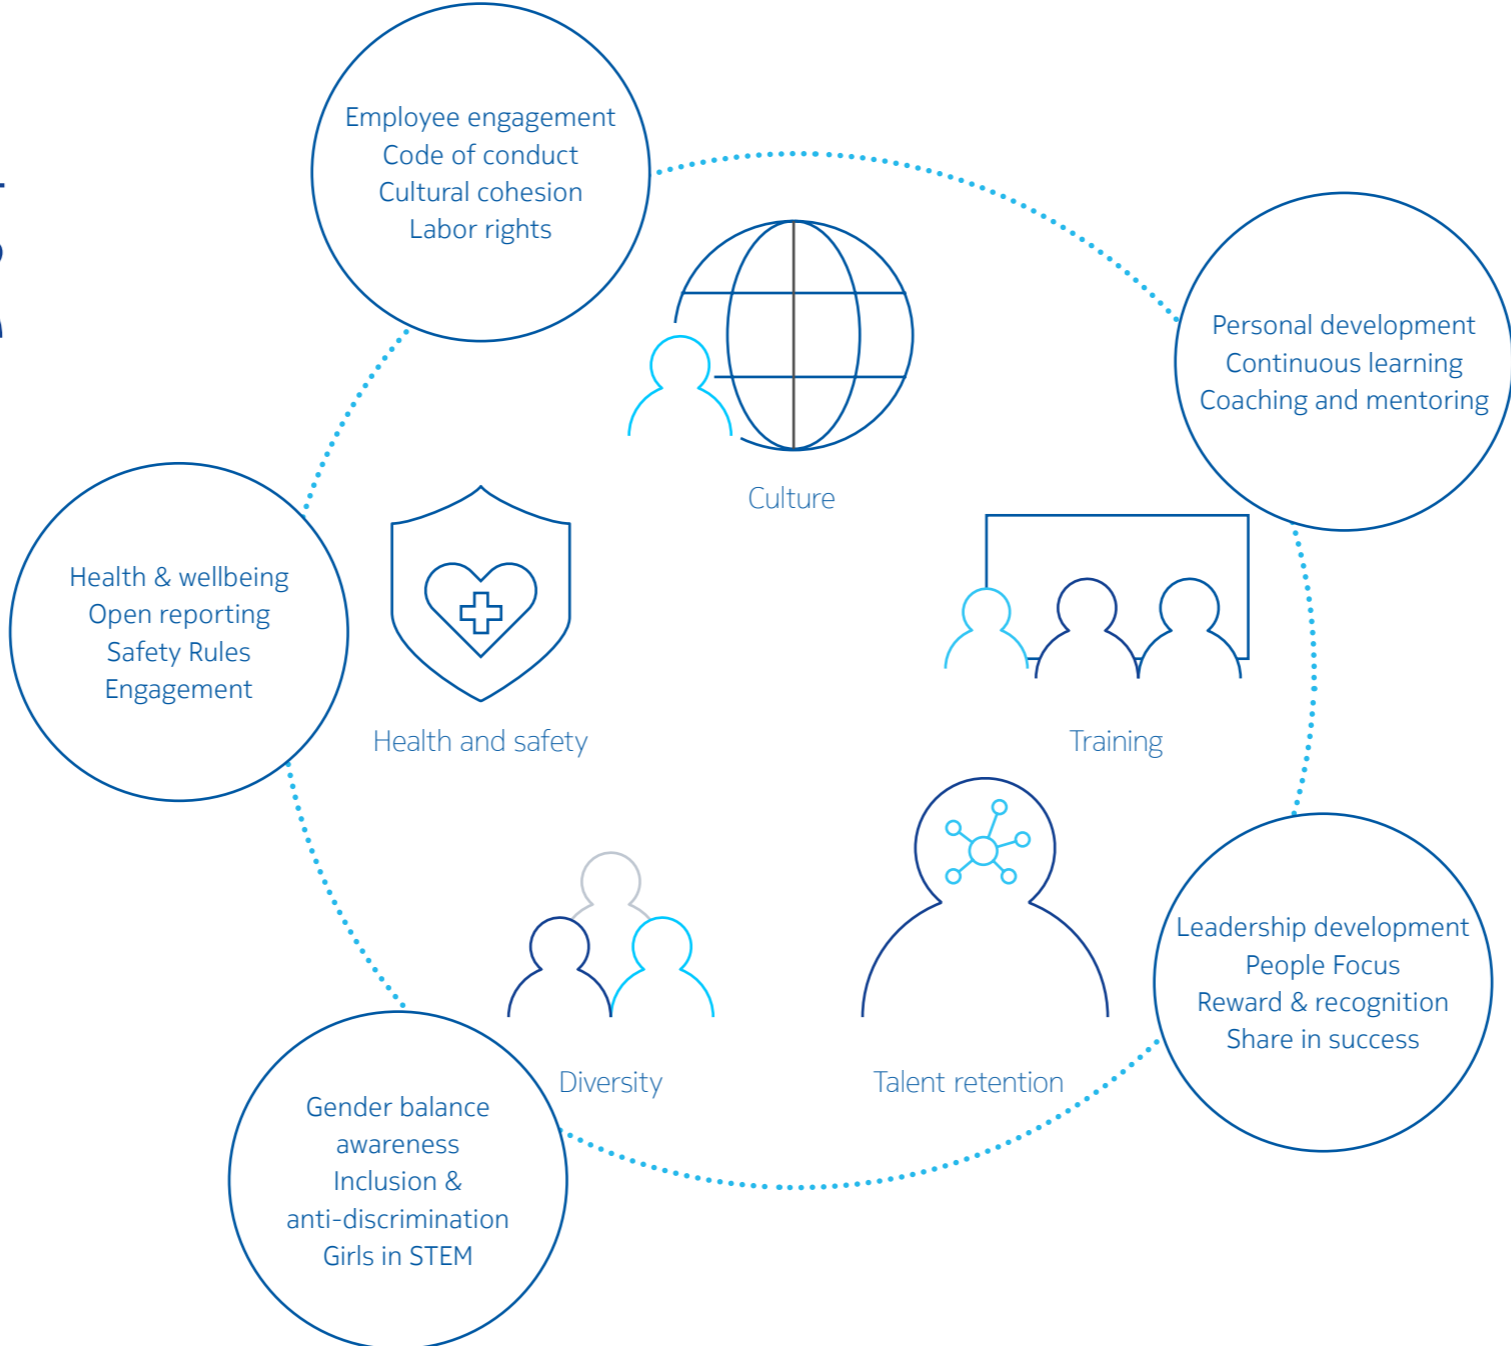 Employee engagement
Code of conduct
Cultural cohesion
Labor rights
Culture
Personal development
Continuous learning
Coaching and mentoring
Training
Health & wellbeing
Open reporting
Safety Rules
Engagement
Health and safety
Leadership development
People Focus
Reward & recognition
Share in success
Talent retention
Diversity
Gender balance
awareness
Inclusion &
anti-discrimination
Girls in STEM